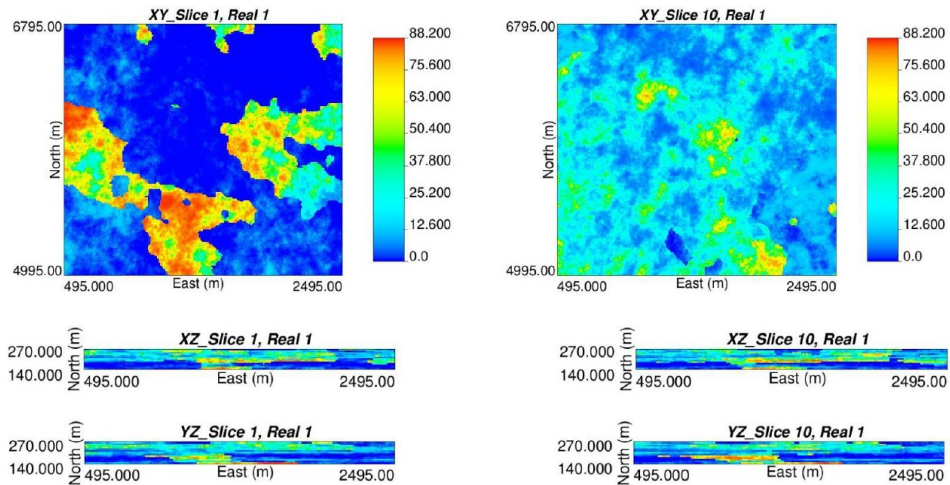 XY_Slice 1, Real 1
6795.00
North (m)
4995.00
495.000
East (m)
2495.00
88.200
75.600
63.000
50.400
37.800
25.200
12.600
0.0
XY_Slice 10, Real 1
6795.00
North (m)
4995.00
495.000
East (m)
2495.00
88.200
75.600
63.000
50.400
37.800
25.200
12.600
0.0
XZ_Slice 1, Real 1
270.000
North (m)
140.000
495.000
East (m)
2495.00
XZ_Slice 10, Real 1
270.000
North (m)
140.000
495.000
East (m)
2495.00
YZ_Slice 1, Real 1
270.000
North (m)
140.000
495.000
East (m)
2495.00
YZ_Slice 10, Real 1
270.000
North (m)
140.000
495.000
East (m)
2495.00